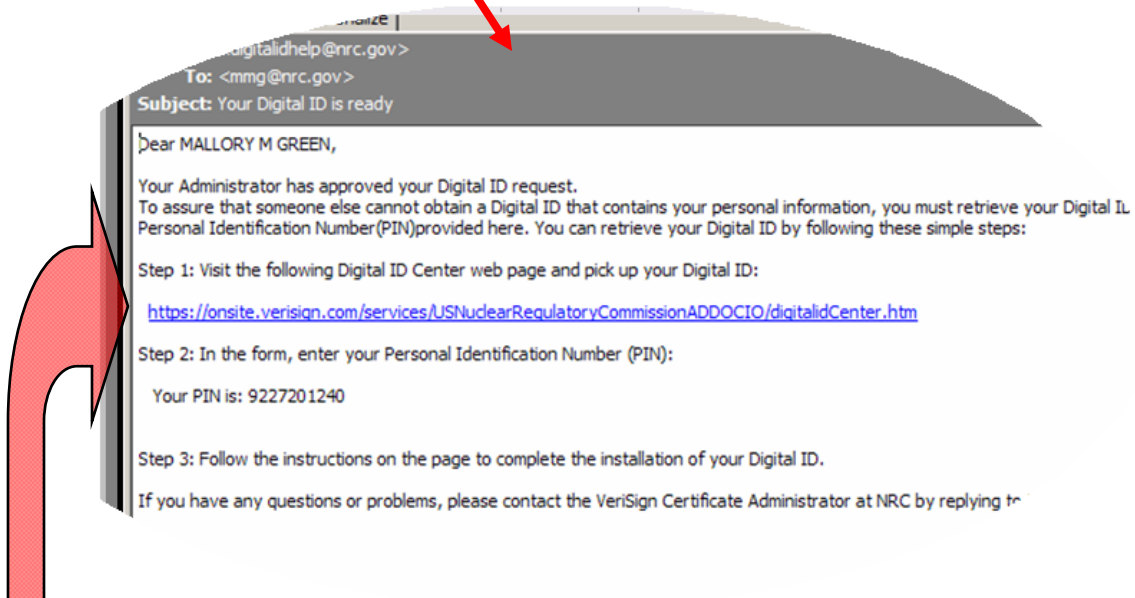 digitalidhelp@nrc.gov>
To: <mmg@nrc.gov>
Subject: Your Digital ID is ready
Dear MALLORY M GREEN,
Your Administrator has approved your Digital ID request.
To assure that someone else cannot obtain a Digital ID that contains your personal information, you must retrieve your Digital
Personal Identification Number(PIN)provided here. You can retrieve your Digital ID by following these simple steps:
Step 1: Visit the following Digital ID Center web page and pick up your Digital ID:
https://onsite.verisign.com/services/USNuclearRegulatoryCommissionADDOCIO/digitalidCenter.htm
Step 2: In the form, enter your Personal Identification Number (PIN):
Your PIN is: 9227201240
Step 3: Follow the instructions on the page to complete the installation of your Digital ID.
If you have any questions or problems, please contact the VeriSign Certificate Administrator at NRC by replying to